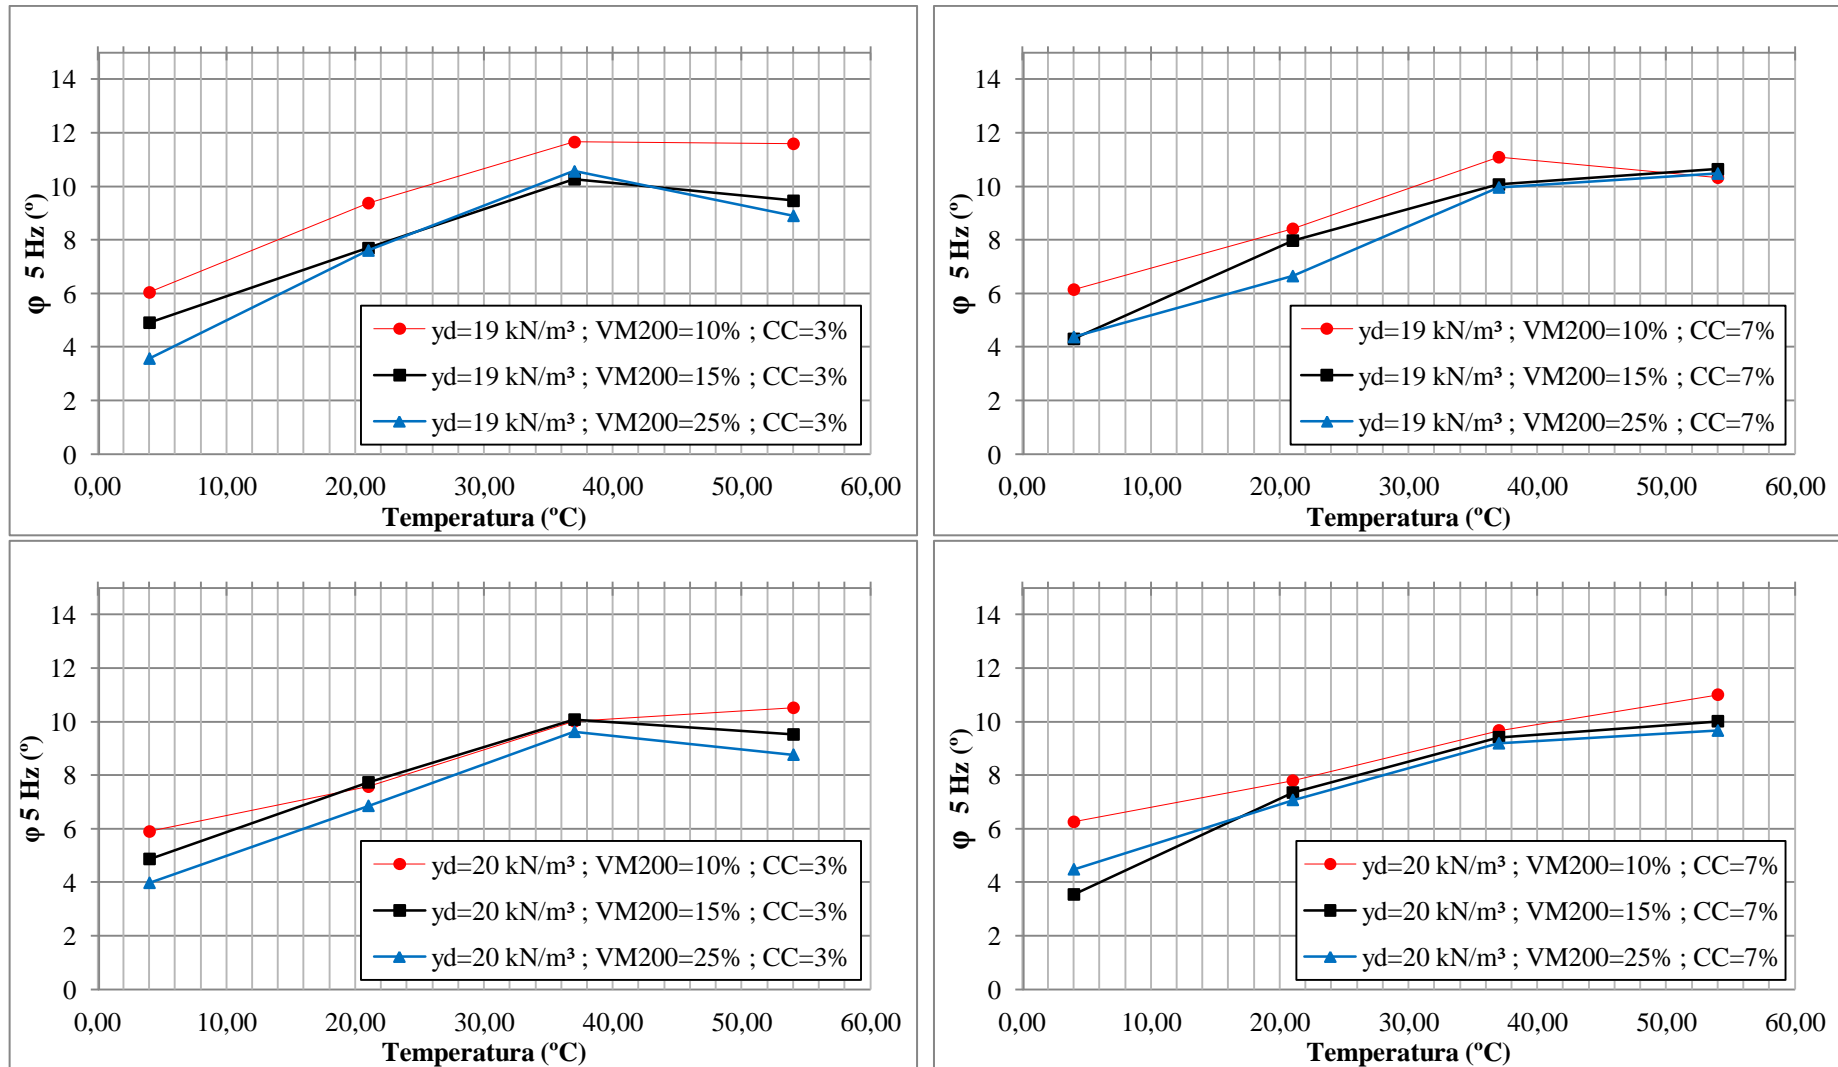 14
12
10
8
6
4
2
0
φ 5 Hz (º)
yd=19 kN/m³ ; VM200=10% ; CC=3%
yd=19 kN/m³ ; VM200=15% ; CC=3%
yd=19 kN/m³ ; VM200=25% ; CC=3%
0,00 10,00 20,00 30,00 40,00 50,00 60,00
Temperatura (ºC)
14
12
10
8
6
4
2
0
φ 5 Hz (º)
yd=19 kN/m³ ; VM200=10% ; CC=7%
yd=19 kN/m³ ; VM200=15% ; CC=7%
yd=19 kN/m³ ; VM200=25% ; CC=7%
0,00 10,00 20,00 30,00 40,00 50,00 60,00
Temperatura (ºC)
14
12
10
8
6
4
2
0
φ 5 Hz (º)
yd=20 kN/m³ ; VM200=10% ; CC=3%
yd=20 kN/m³ ; VM200=15% ; CC=3%
yd=20 kN/m³ ; VM200=25% ; CC=3%
0,00 10,00 20,00 30,00 40,00 50,00 60,00
Temperatura (ºC)
14
12
10
8
6
4
2
0
φ 5 Hz (º)
yd=20 kN/m³ ; VM200=10% ; CC=7%
yd=20 kN/m³ ; VM200=15% ; CC=7%
yd=20 kN/m³ ; VM200=25% ; CC=7%
0,00 10,00 20,00 30,00 40,00 50,00 60,00
Temperatura (ºC)